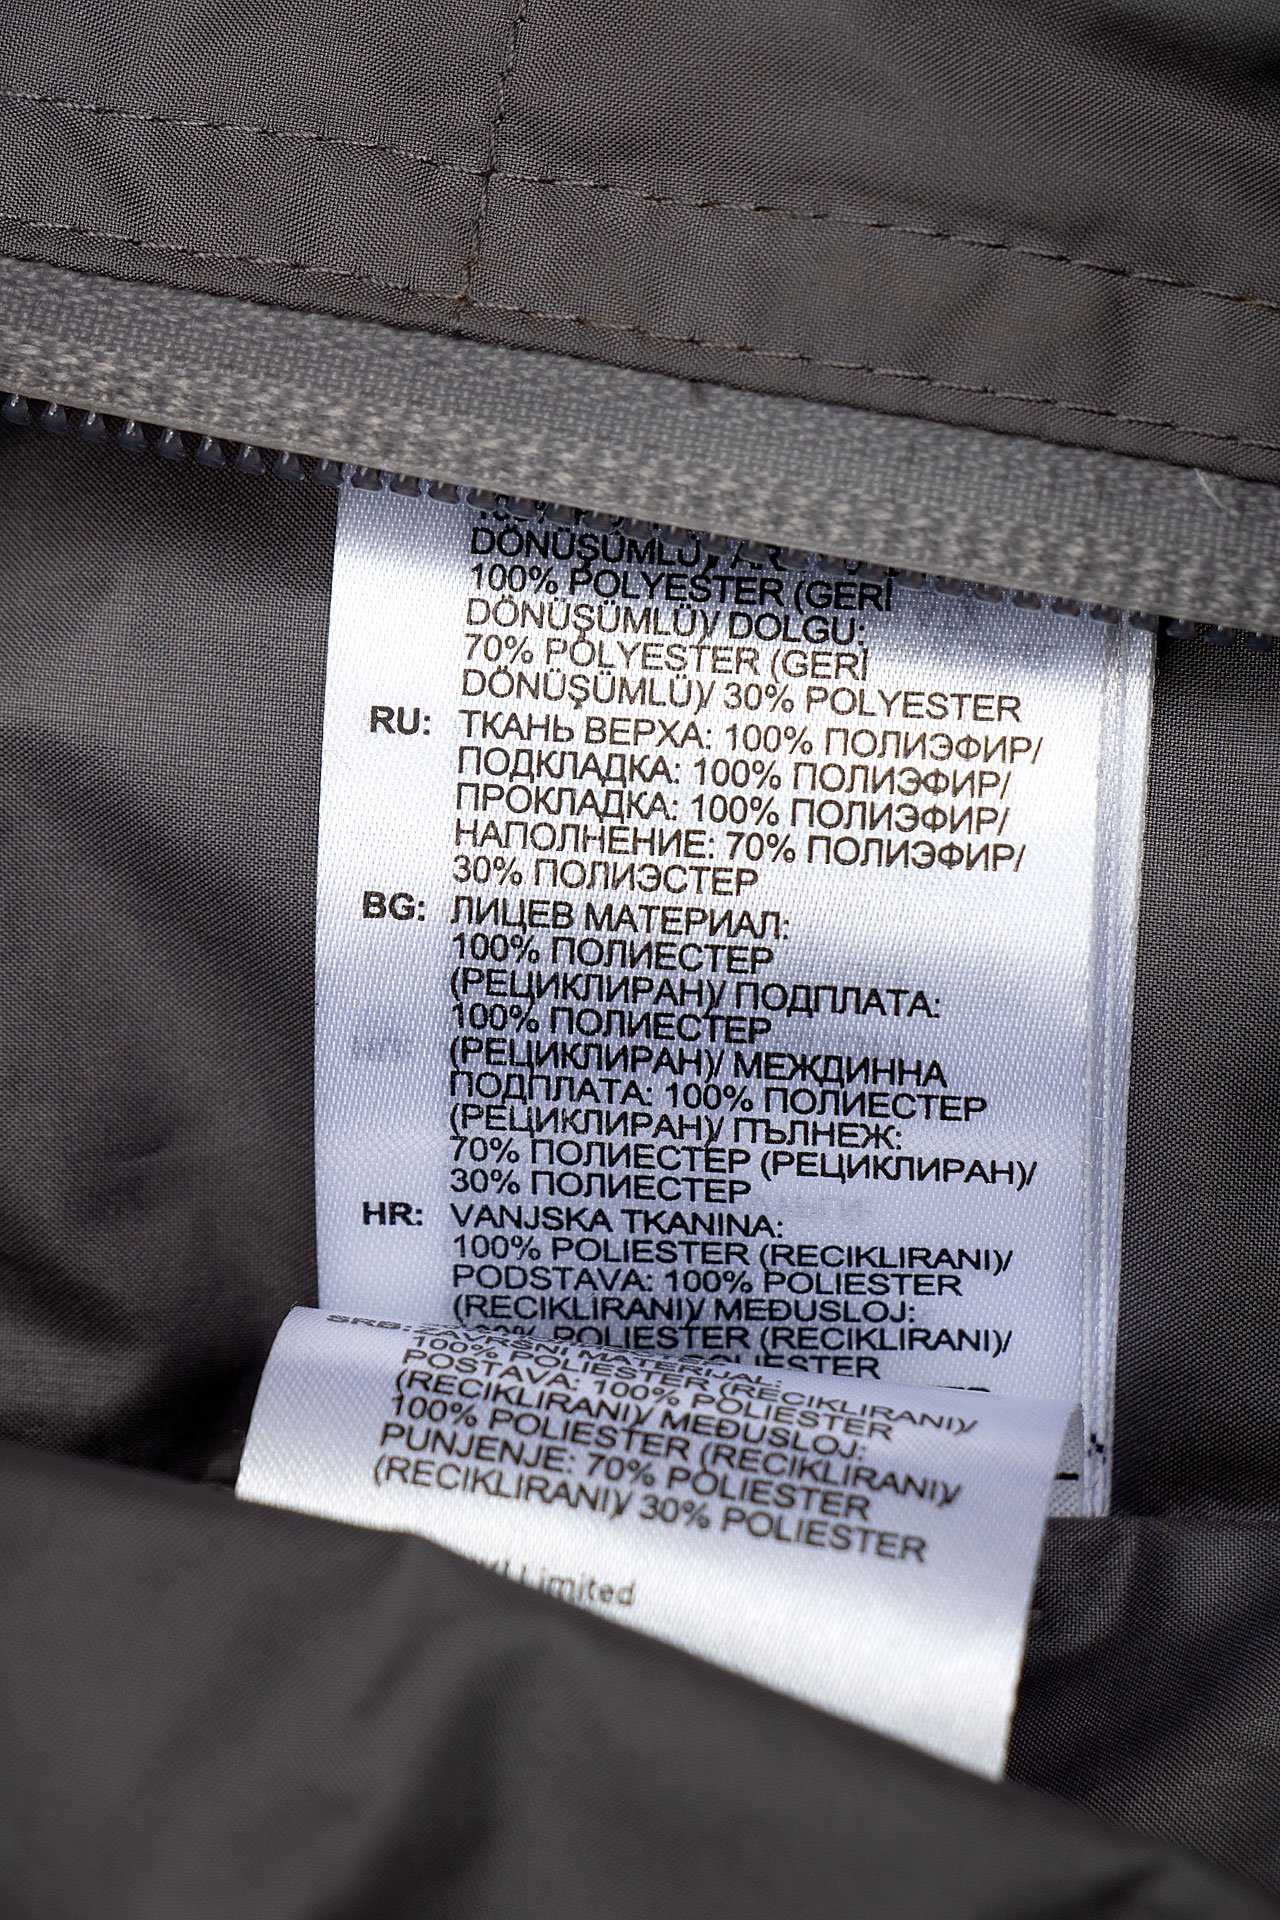 DÖNÜŞÜMLÜ)/
100% POLYESTER (GERİ
DÖNÜŞÜMLÜ)/ DOLGU:
70% POLYESTER (GERİ
DÖNÜŞÜMLÜ)/ 30% POLYESTER
RU: ТКАНЬ ВЕРХА: 100% ПОЛИЭФИР/
ПОДКЛАДКА: 100% ПОЛИЭФИР/
ПРОКЛАДКА: 100% ПОЛИЭФИР/
НАПОЛНЕНИЕ: 70% ПОЛИЭФИР/
30% ПОЛИЭСТЕР
BG: ЛИЦЕВ МАТЕРИАЛ:
100% ПОЛИЕСТЕР
(РЕЦИКЛИРАН)/ ПОДПЛАТА:
100% ПОЛИЕСТЕР
(РЕЦИКЛИРАН)/ МЕЖДИННА
ПОДПЛАТА: 100% ПОЛИЕСТЕР
(РЕЦИКЛИРАН)/ ПЪЛНЕЖ:
70% ПОЛИЕСТЕР (РЕЦИКЛИРАН)/
30% ПОЛИЕСТЕР
HR: VANJSKA TKANINA:
100% POLIESTER (RECIKLIRANI)/
PODSTAVA: 100% POLIESTER
(RECIKLIRANI)/ MEĐUSLOJ:
POLIESTER (RECIKLIRANI)/
POLIESTER
SRB: ZAVRŠNI MATERIJAL:
100% POLIESTER (RECIKLIRANI)/
POSTAVA: 100% POLIESTER
(RECIKLIRANI)/ MEĐUSLOJ:
100% POLIESTER (RECIKLIRANI)/
PUNJENJE: 70% POLIESTER
(RECIKLIRANI)/ 30% POLIESTER
Limited